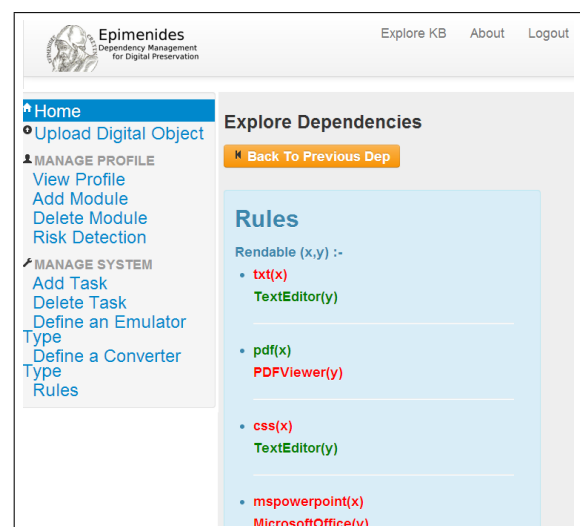 Epimenides
Dependency Management
for Digital Preservation
Explore KB About Logout
Home
Upload Digital Object
MANAGE PROFILE
View Profile
Add Module
Delete Module
Risk Detection
MANAGE SYSTEM
Add Task
Delete Task
Define an Emulator
Type
Define a Converter
Type
Rules
Explore Dependencies
Back To Previous Dep
Rules
Rendable (x,y) :-
• txt(x)
TextEditor(y)
• pdf(x)
PDFViewer(y)
• css(x)
TextEditor(y)
• mspowerpoint(x)
MicrosoftOffice(y)